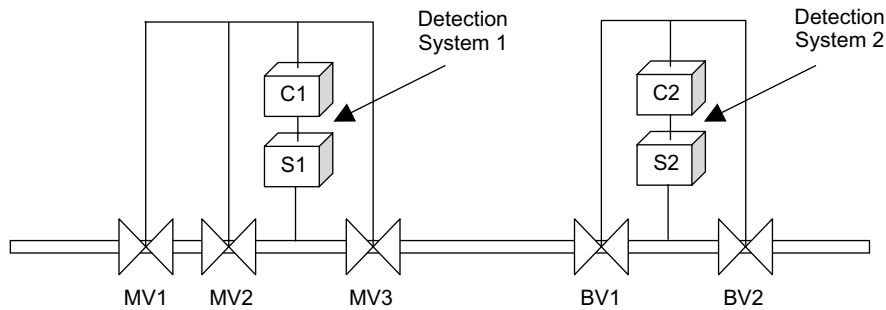 Detection
System 1
Detection
System 2
C1
C2
S1
S2
MV1
MV2
MV3
BV1
BV2